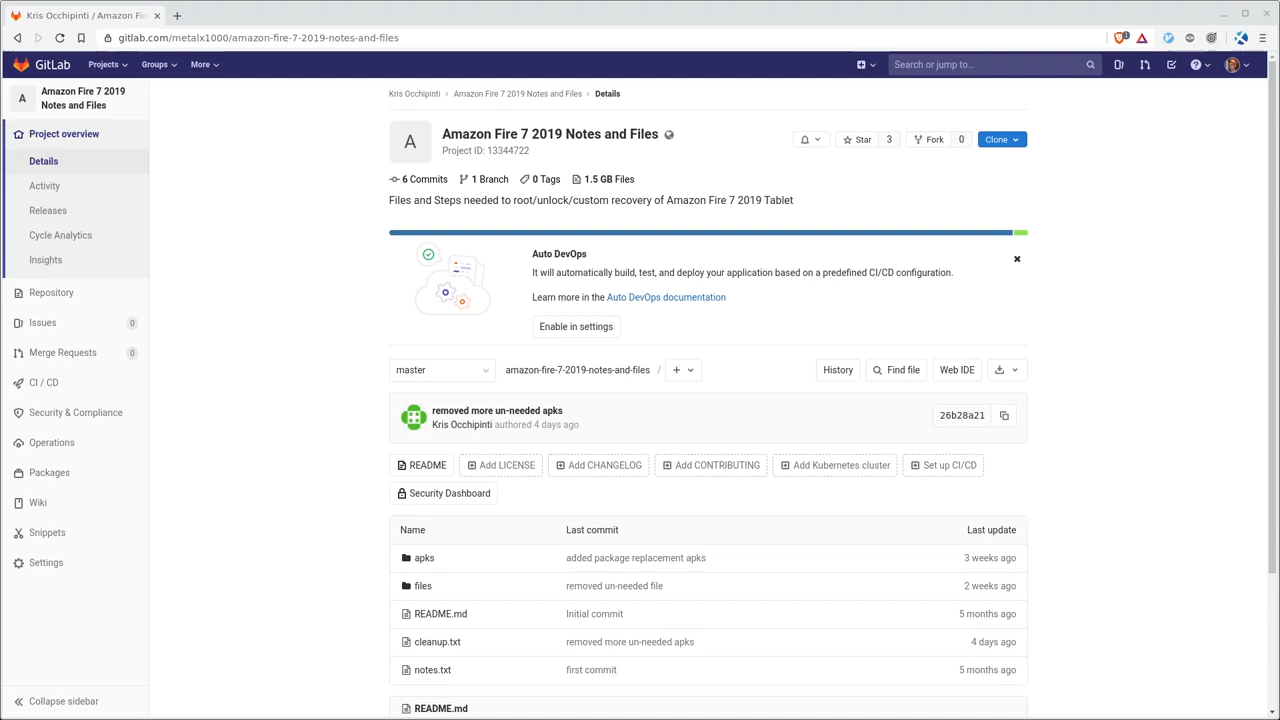 Kris Occhipinti / Amazon Fir
gitlab.com/metalx1000/amazon-fire-7-2019-notes-and-files
1
GitLab
Projects
Groups
More
Search or jump to...
A
Amazon Fire 7 2019
Notes and Files
Project overview
Details
Activity
Releases
Cycle Analytics
Insights
Repository
Issues
0
Merge Requests
0
CI / CD
Security & Compliance
Operations
Packages
Wiki
Snippets
Settings
Collapse sidebar
Kris Occhipinti > Amazon Fire 7 2019 Notes and Files > Details
A
Amazon Fire 7 2019 Notes and Files
Project ID: 13344722
Star 3
Fork 0
Clone
6 Commits 1 Branch 0 Tags 1.5 GB Files
Files and Steps needed to root/unlock/custom recovery of Amazon Fire 7 2019 Tablet
Auto DevOps
It will automatically build, test, and deploy your application based on a predefined CI/CD configuration.
Learn more in the Auto DevOps documentation
Enable in settings
master
amazon-fire-7-2019-notes-and-files / +
History
Find file
Web IDE
removed more un-needed apks
Kris Occhipinti authored 4 days ago
26b28a21
README
Add LICENSE
Add CHANGELOG
Add CONTRIBUTING
Add Kubernetes cluster
Set up CI/CD
Security Dashboard
Name Last commit Last update
apks added package replacement apks 3 weeks ago
files removed un-needed file 2 weeks ago
README.md Initial commit 5 months ago
cleanup.txt removed more un-needed apks 4 days ago
notes.txt first commit 5 months ago
README.md